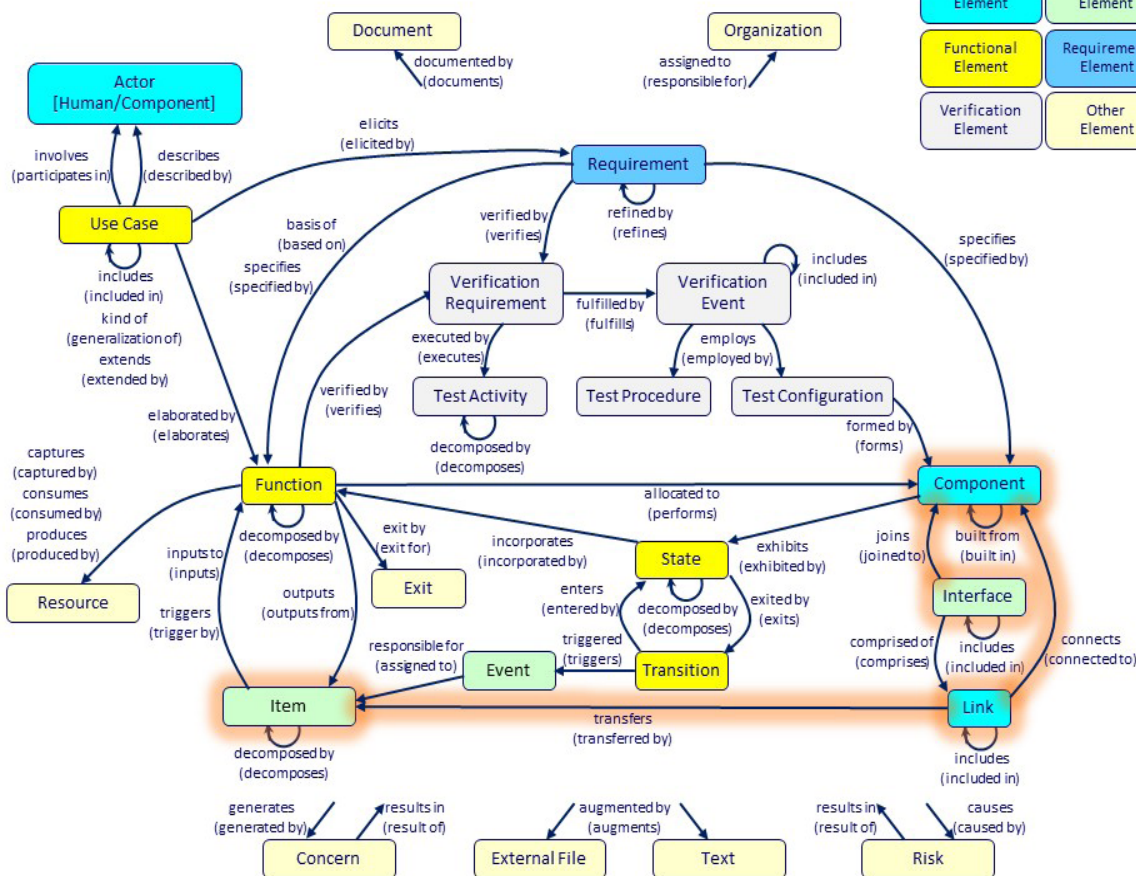 Element
Element
Document
Organization
documented by
(documents)
assigned to
(responsible for)
Functional
Element
Requireme
Element
Actor
[Human/Component]
Verification
Element
Other
Element
elicits
(elicited by)
involves
(participates in)
describes
(described by)
Requirement
Use Case
basis of
(based on)
verified by
(verifies)
refined by
(refines)
specifies
(specified by)
specifies
(specified by)
includes
(included in)
kind of
(generalization of)
extends
(extended by)
Verification
Requirement
fulfilled by
(fulfills)
Verification
Event
includes
(included in)
executed by
(executes)
employs
(employed by)
verified by
(verifies)
Test Activity
Test Procedure
Test Configuration
elaborated by
(elaborates)
decomposed by
(decomposes)
formed by
(forms)
captures
(captured by)
consumes
(consumed by)
produces
(produced by)
Function
Component
allocated to
(performs)
decomposed by
(decomposes)
exit by
(exit for)
incorporates
(incorporated by)
State
exhibits
(exhibited by)
joins
(joined to)
built from
(built in)
inputs to
(inputs)
outputs
(outputs from)
Exit
enters
(entered by)
decomposed by
(decomposes)
exited by
(exits)
Interface
Resource
triggers
(trigger by)
responsible for
(assigned to)
triggered
(triggers)
comprised of
(comprises)
includes
(included in)
connects
(connected to)
Event
Transition
Item
Link
transfers
(transferred by)
decomposed by
(decomposes)
includes
(included in)
generates
(generated by)
results in
(result of)
augmented by
(augments)
results in
(result of)
causes
(caused by)
Concern
External File
Text
Risk